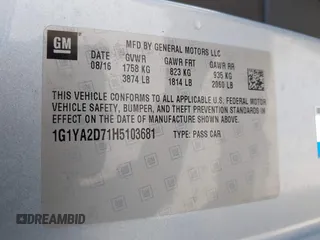 GM
MFD BY GENERAL MOTORS LLC
DATE GVWR GAWR FRT GAWR RR
08/16 1758 KG 823 KG 935 KG
3874 LB 1814 LB 2060 LB
THIS VEHICLE CONFORMS TO ALL APPLICABLE U.S. FEDERAL MOTOR
VEHICLE SAFETY, BUMPER, AND THEFT PREVENTION STANDARDS IN
EFFECT ON THE DATE OF MANUFACTURE SHOWN ABOVE.
1G1YA2D71H5103681 TYPE: PASS CAR
DREAMBID